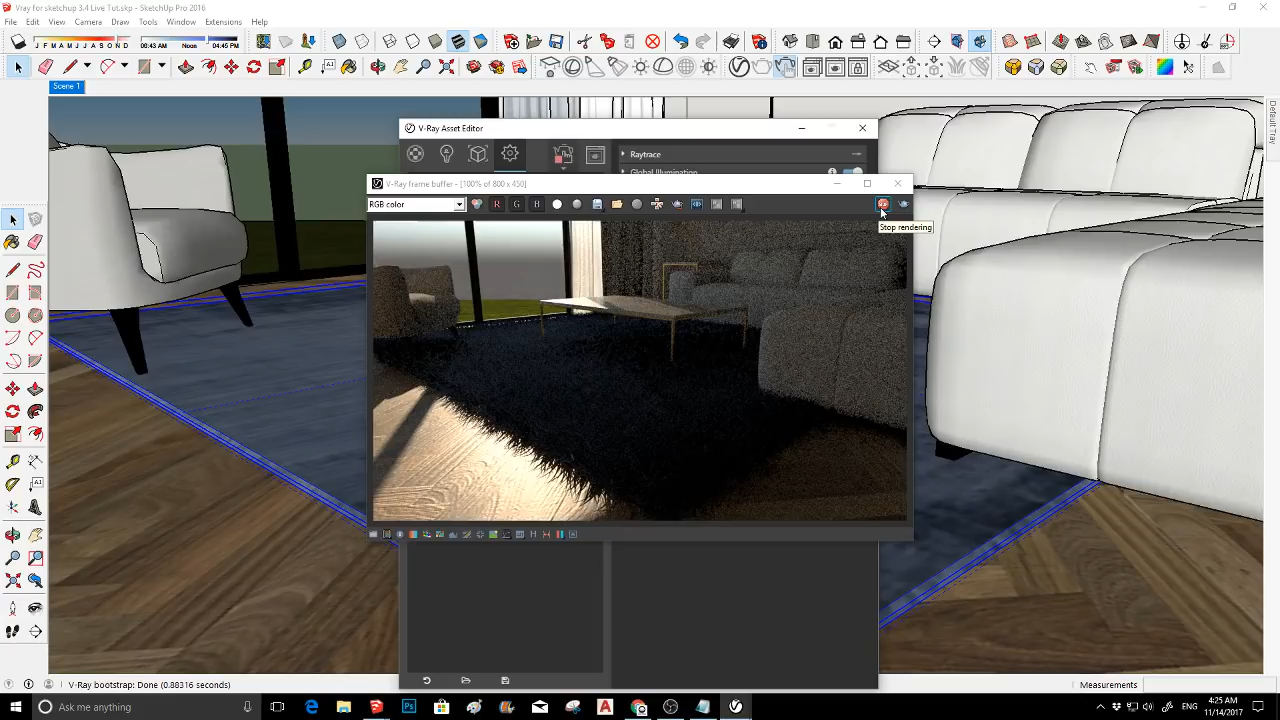 Vray for sketchup 3.4 Live Tut.skp - SketchUp Pro 2016
File Edit View Camera Draw Tools Window Extensions Help
J F M A M J J A S O N D
06:43 AM Noon 04:45 PM
Scene 1
Default Tray
V-Ray Asset Editor
Raytrace
Global Illumination
V-Ray frame buffer - [100% of 800 x 450]
RGB color
R G B
Stop rendering
V-Ray bootstrap: Done (0.88316 seconds)
Measurements
Ask me anything
4:25 AM
11/14/2017